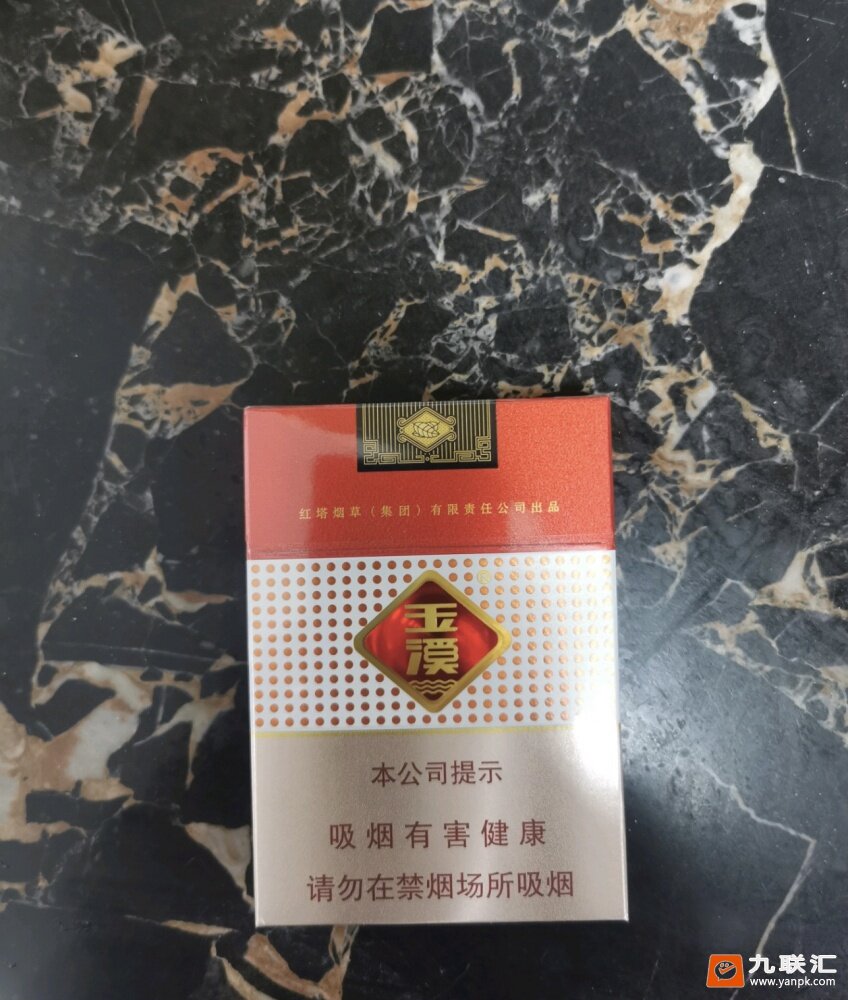 红塔烟草（集团）有限责任公司出品
®
玉溪
本公司提示
吸烟有害健康
请勿在禁烟场所吸烟
九联汇
www.yanpk.com